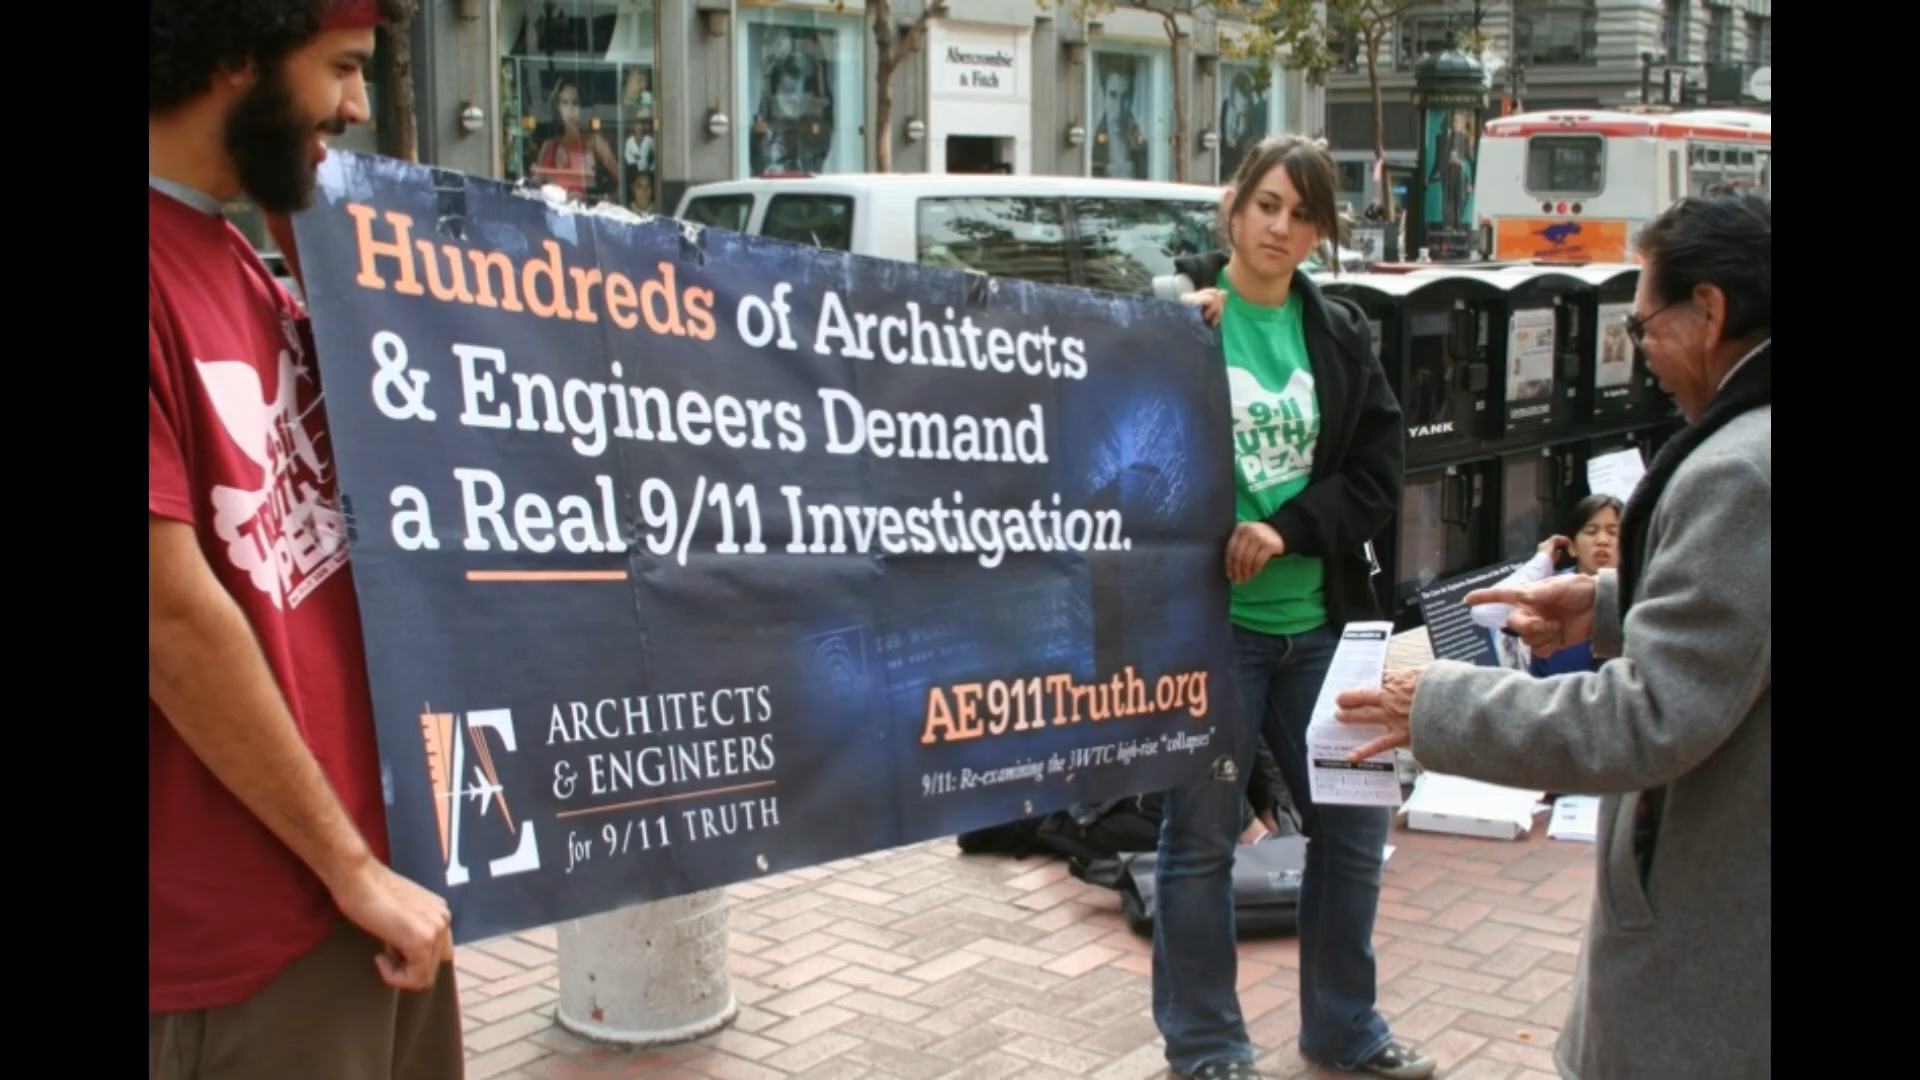 Abercrombie
& Fitch
Hundreds of Architects
& Engineers Demand
a Real 9/11 Investigation.
AE
ARCHITECTS
& ENGINEERS
for 9/11 TRUTH
AE911Truth.org
9/11: Re-examining the 3WTC high-rise "collapses"
9·11
TRUTH
PEACE
YANK